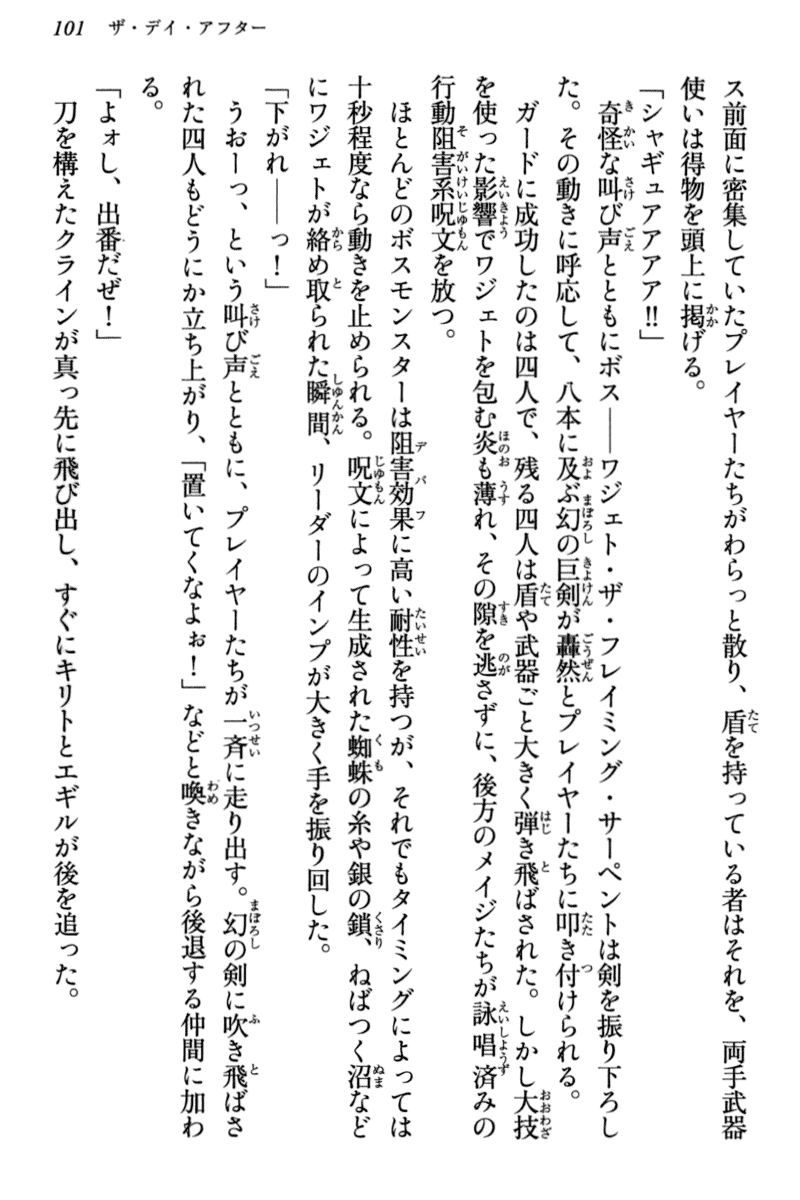 101 ザ・デイ・アフター
ス前面に密集していたプレイヤーたちがわらっと散り、盾を持っている者はそれを、両手武器
使いは得物を頭上に掲げる。
「シャギュアアアア!!」
奇怪な叫び声とともにボス――ワジェト・ザ・フレイミング・サーペントは剣を振り下ろし
た。その動きに呼応して、八本に及ぶ幻の巨剣が轟然とプレイヤーたちに叩き付けられる。
ガードに成功したのは四人で、残る四人は盾や武器ごと大きく弾き飛ばされた。しかし大技
を使った影響でワジェトを包む炎も薄れ、その隙を逃さずに、後方のメイジたちが詠唱済みの
行動阻害系呪文を放つ。
ほとんどのボスモンスターは阻害効果に高い耐性を持つが、それでもタイミングによっては
十秒程度なら動きを止められる。呪文によって生成された蜘蛛の糸や銀の鎖、ねばつく沼など
にワジェトが絡め取られた瞬間、リーダーのインプが大きく手を振り回した。
「下がれ――っ！」
うおーっ、という叫び声とともに、プレイヤーたちが一斉に走り出す。幻の剣に吹き飛ばさ
れた四人もどうにか立ち上がり、「置いてくなよぉ！」などと喚きながら後退する仲間に加わ
る。
「よォし、出番だぜ！」
刀を構えたクラインが真っ先に飛び出し、すぐにキリトとエギルが後を追った。